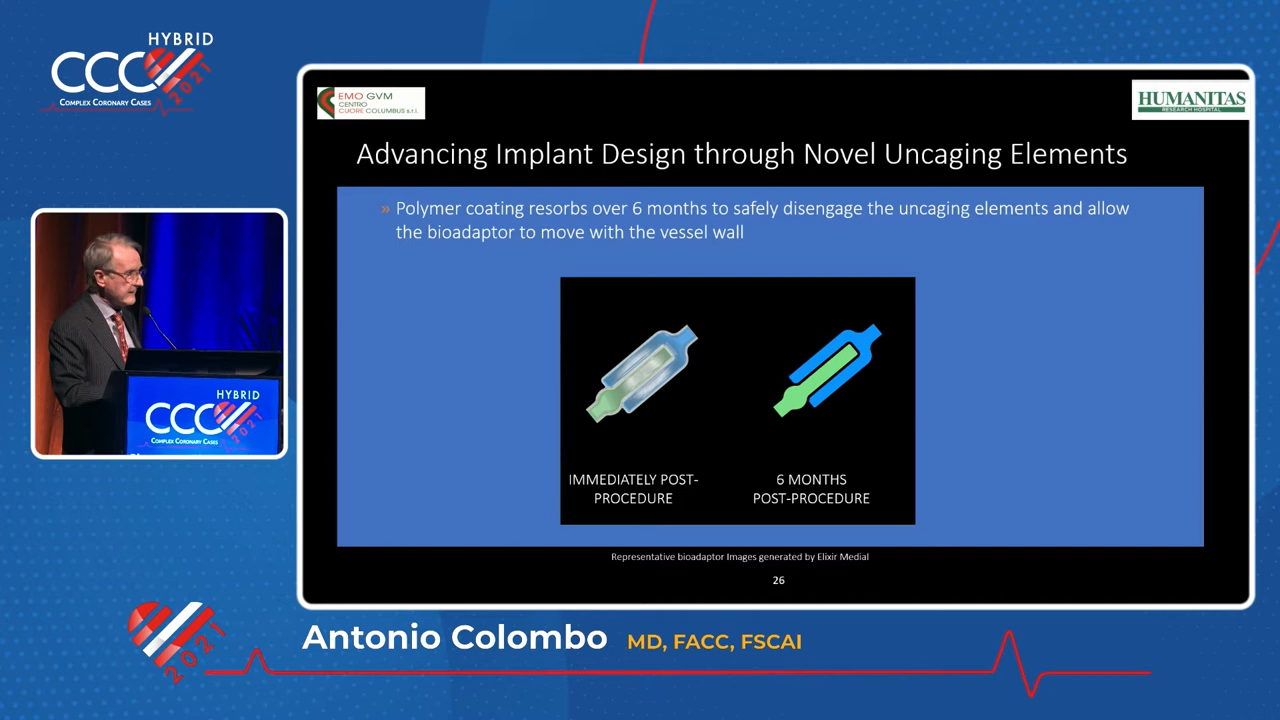 HYBRID
CCC
COMPLEX CORONARY CASES
2021
EMO GVM
CENTRO
CUORE COLUMBUS s.r.l.
HUMANITAS
RESEARCH HOSPITAL
Advancing Implant Design through Novel Uncaging Elements
» Polymer coating resorbs over 6 months to safely disengage the uncaging elements and allow
the bioadaptor to move with the vessel wall
IMMEDIATELY POST-
PROCEDURE
6 MONTHS
POST-PROCEDURE
Representative bioadaptor Images generated by Elixir Medial
26
HYBRID
CCC
COMPLEX CORONARY CASES
2021
2021
Antonio Colombo MD, FACC, FSCAI